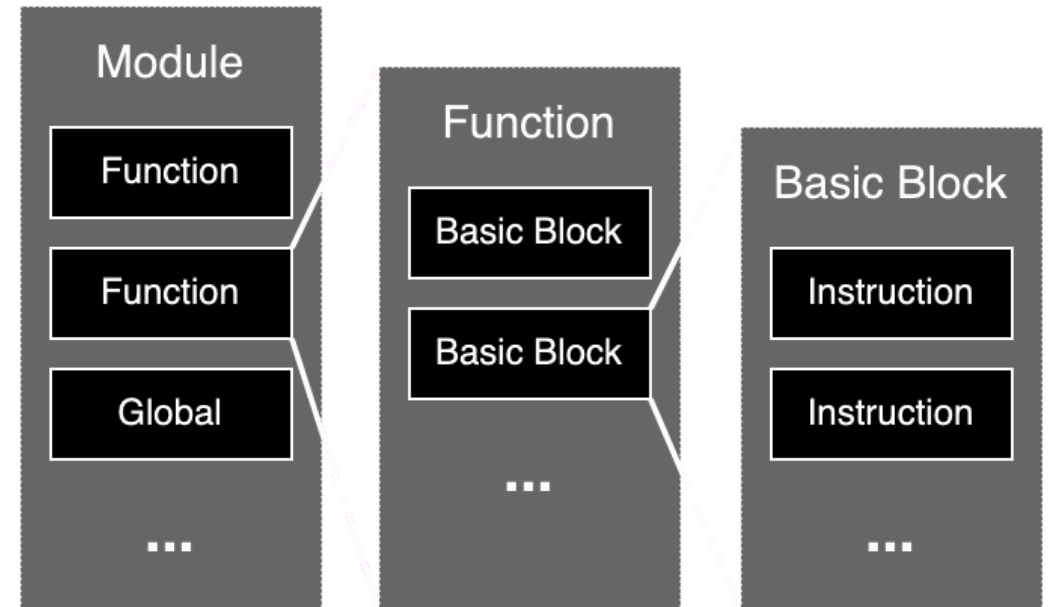 Module
Function
Function
Global
...
Function
Basic Block
Basic Block
...
Basic Block
Instruction
Instruction
...